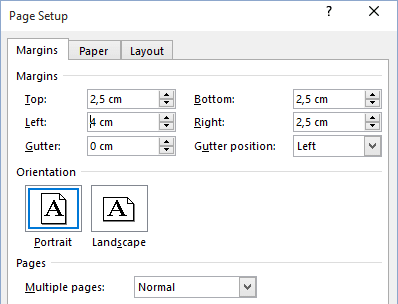 Page Setup ? ×
Margins Paper Layout
Margins
Top: 2,5 cm Bottom: 2,5 cm
Left: 4 cm Right: 2,5 cm
Gutter: 0 cm Gutter position: Left
Orientation
A A
Portrait Landscape
Pages
Multiple pages: Normal